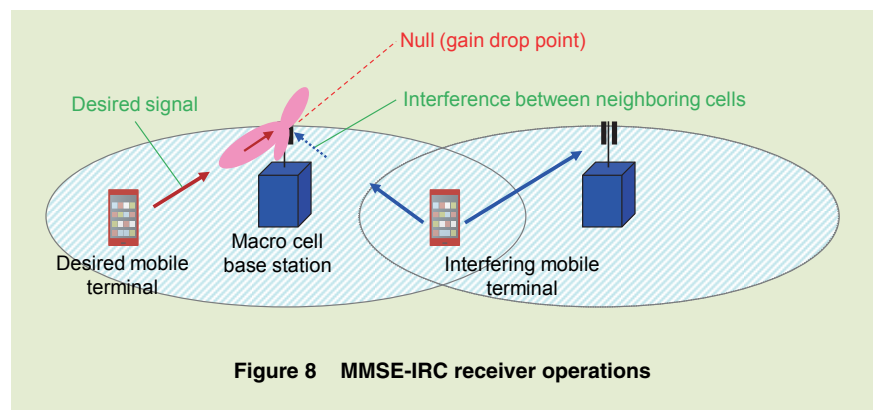 Null (gain drop point)
Desired signal
Interference between neighboring cells
Macro cell
base station
Desired mobile
terminal
Interfering mobile
terminal
Figure 8 MMSE-IRC receiver operations